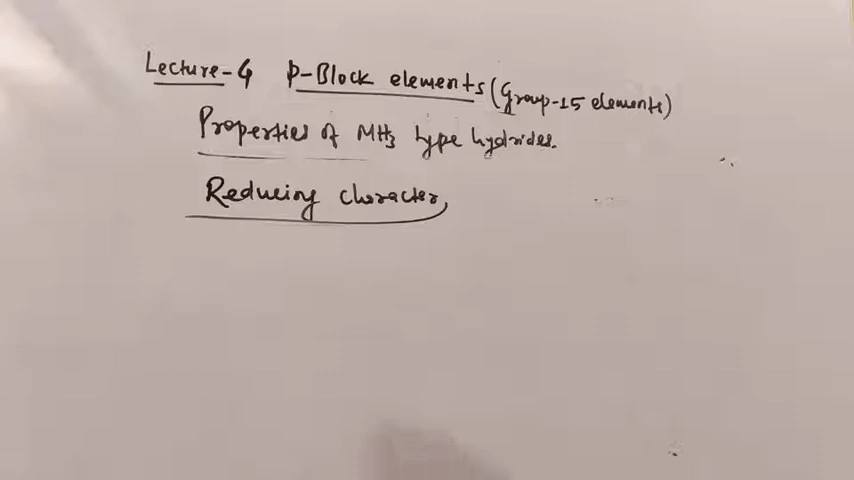 Lecture-4 p-Block elements (Group-15 elements)
Properties of MH3 type hydrides.
Reducing character